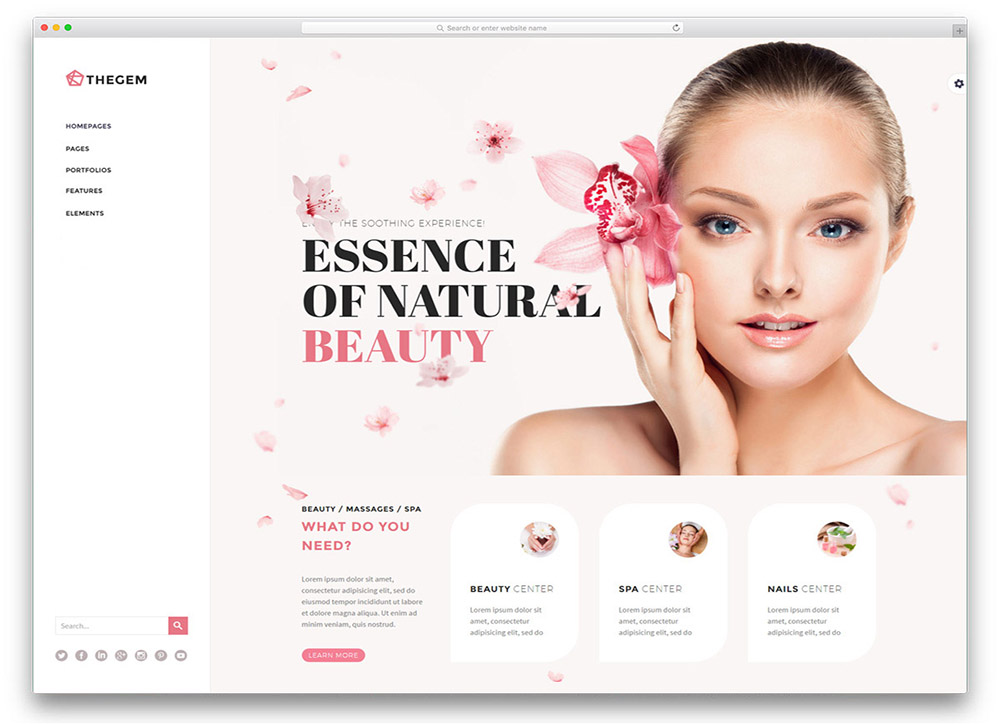 Search or enter website name
THEGEM
HOMEPAGES
PAGES
PORTFOLIOS
FEATURES
ELEMENTS
THE SOOTHING EXPERIENCE!
ESSENCE
OF NATURAL
BEAUTY
BEAUTY / MASSAGES / SPA
WHAT DO YOU
NEED?
Lorem ipsum dolor sit amet,
consectetur adipisicing elit, sed do
eiusmod tempor incididunt ut labore
et dolore magna aliqua. Ut enim ad
minim veniam, quis nostrud.
LEARN MORE
BEAUTY CENTER
Lorem ipsum dolor sit
amet, consectetur
adipisicing elit, sed do
SPA CENTER
Lorem ipsum dolor sit
amet, consectetur
adipisicing elit, sed do
NAILS CENTER
Lorem ipsum dolor sit
amet, consectetur
adipisicing elit, sed do
Search...